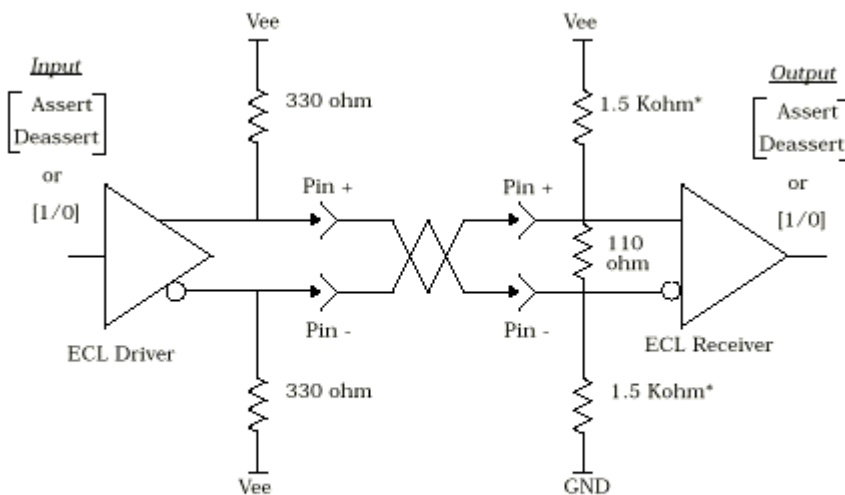 Vee
Vee
Input
Assert
Deassert
or
[1/0]
330 ohm
1.5 Kohm*
Output
Assert
Deassert
or
[1/0]
Pin +
Pin +
110
ohm
Pin -
Pin -
ECL Driver
ECL Receiver
330 ohm
1.5 Kohm*
Vee
GND